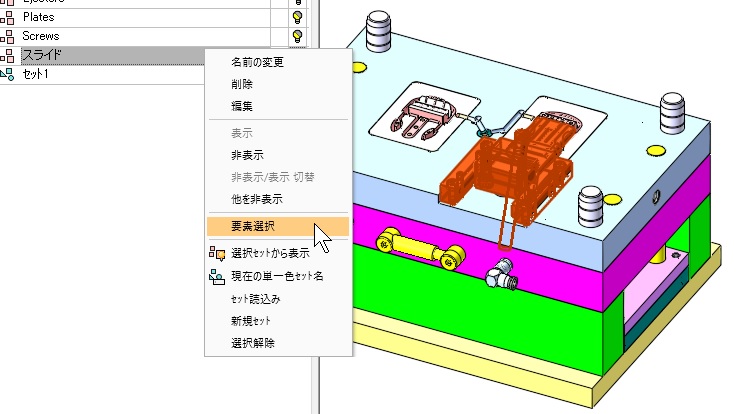 Ejectors
Plates
Screws
スライド
セット1
名前の変更
削除
編集
表示
非表示
非表示/表示 切替
他を非表示
要素選択
選択セットから表示
現在の単一色セット名
セット読込み
新規セット
選択解除